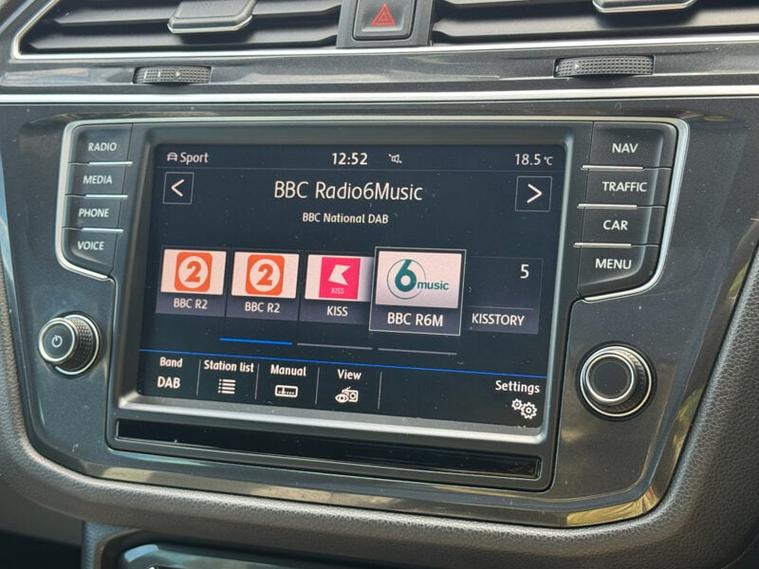 RADIO
MEDIA
PHONE
VOICE
Sport
12:52
18.5°C
BBC Radio6Music
BBC National DAB
2
BBC R2
2
BBC R2
KISS
KISS
6 music
BBC R6M
5
KISSTORY
Band
DAB
Station list
Manual
View
Settings
NAV
TRAFFIC
CAR
MENU